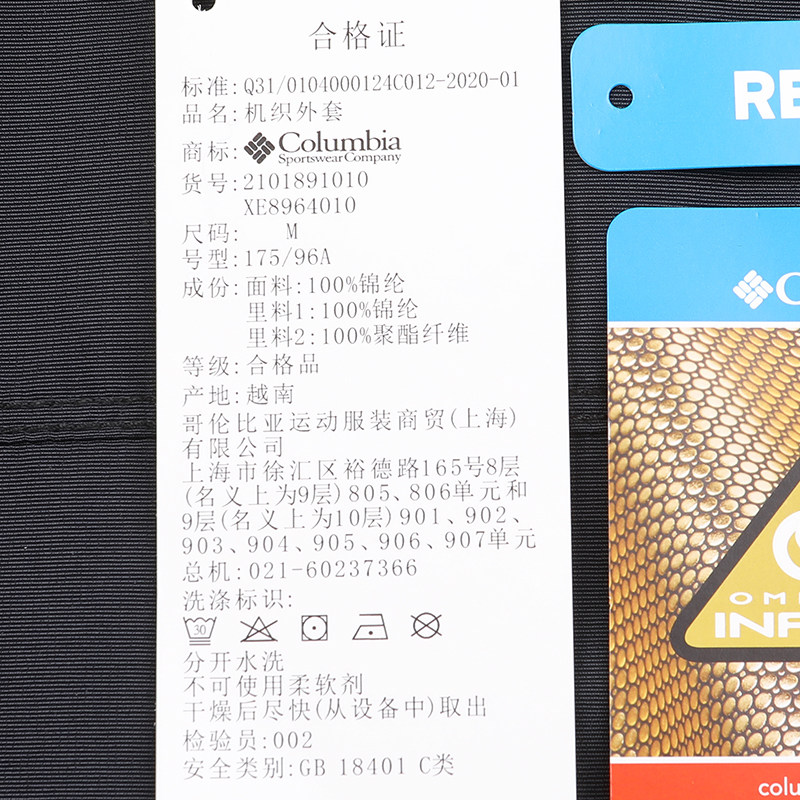 合格证
标准:Q31/0104000124C012-2020-01
品名:机织外套
商标:Columbia
Sportswear Company
货号:2101891010
XE8964010
尺码: M
号型:175/96A
成份:面料:100%锦纶
里料1:100%锦纶
里料2:100%聚酯纤维
等级:合格品
产地:越南
哥伦比亚运动服装商贸(上海)
有限公司
上海市徐汇区裕德路165号8层
(名义上为9层)805、806单元和
9层(名义上为10层)901、902、
903、904、905、906、907单元
总机:021-60237366
洗涤标识:
30
分开水洗
不可使用柔软剂
干燥后尽快(从设备中)取出
检验员:002
安全类别:GB 18401 C类
RE
C
OM
INF
colu